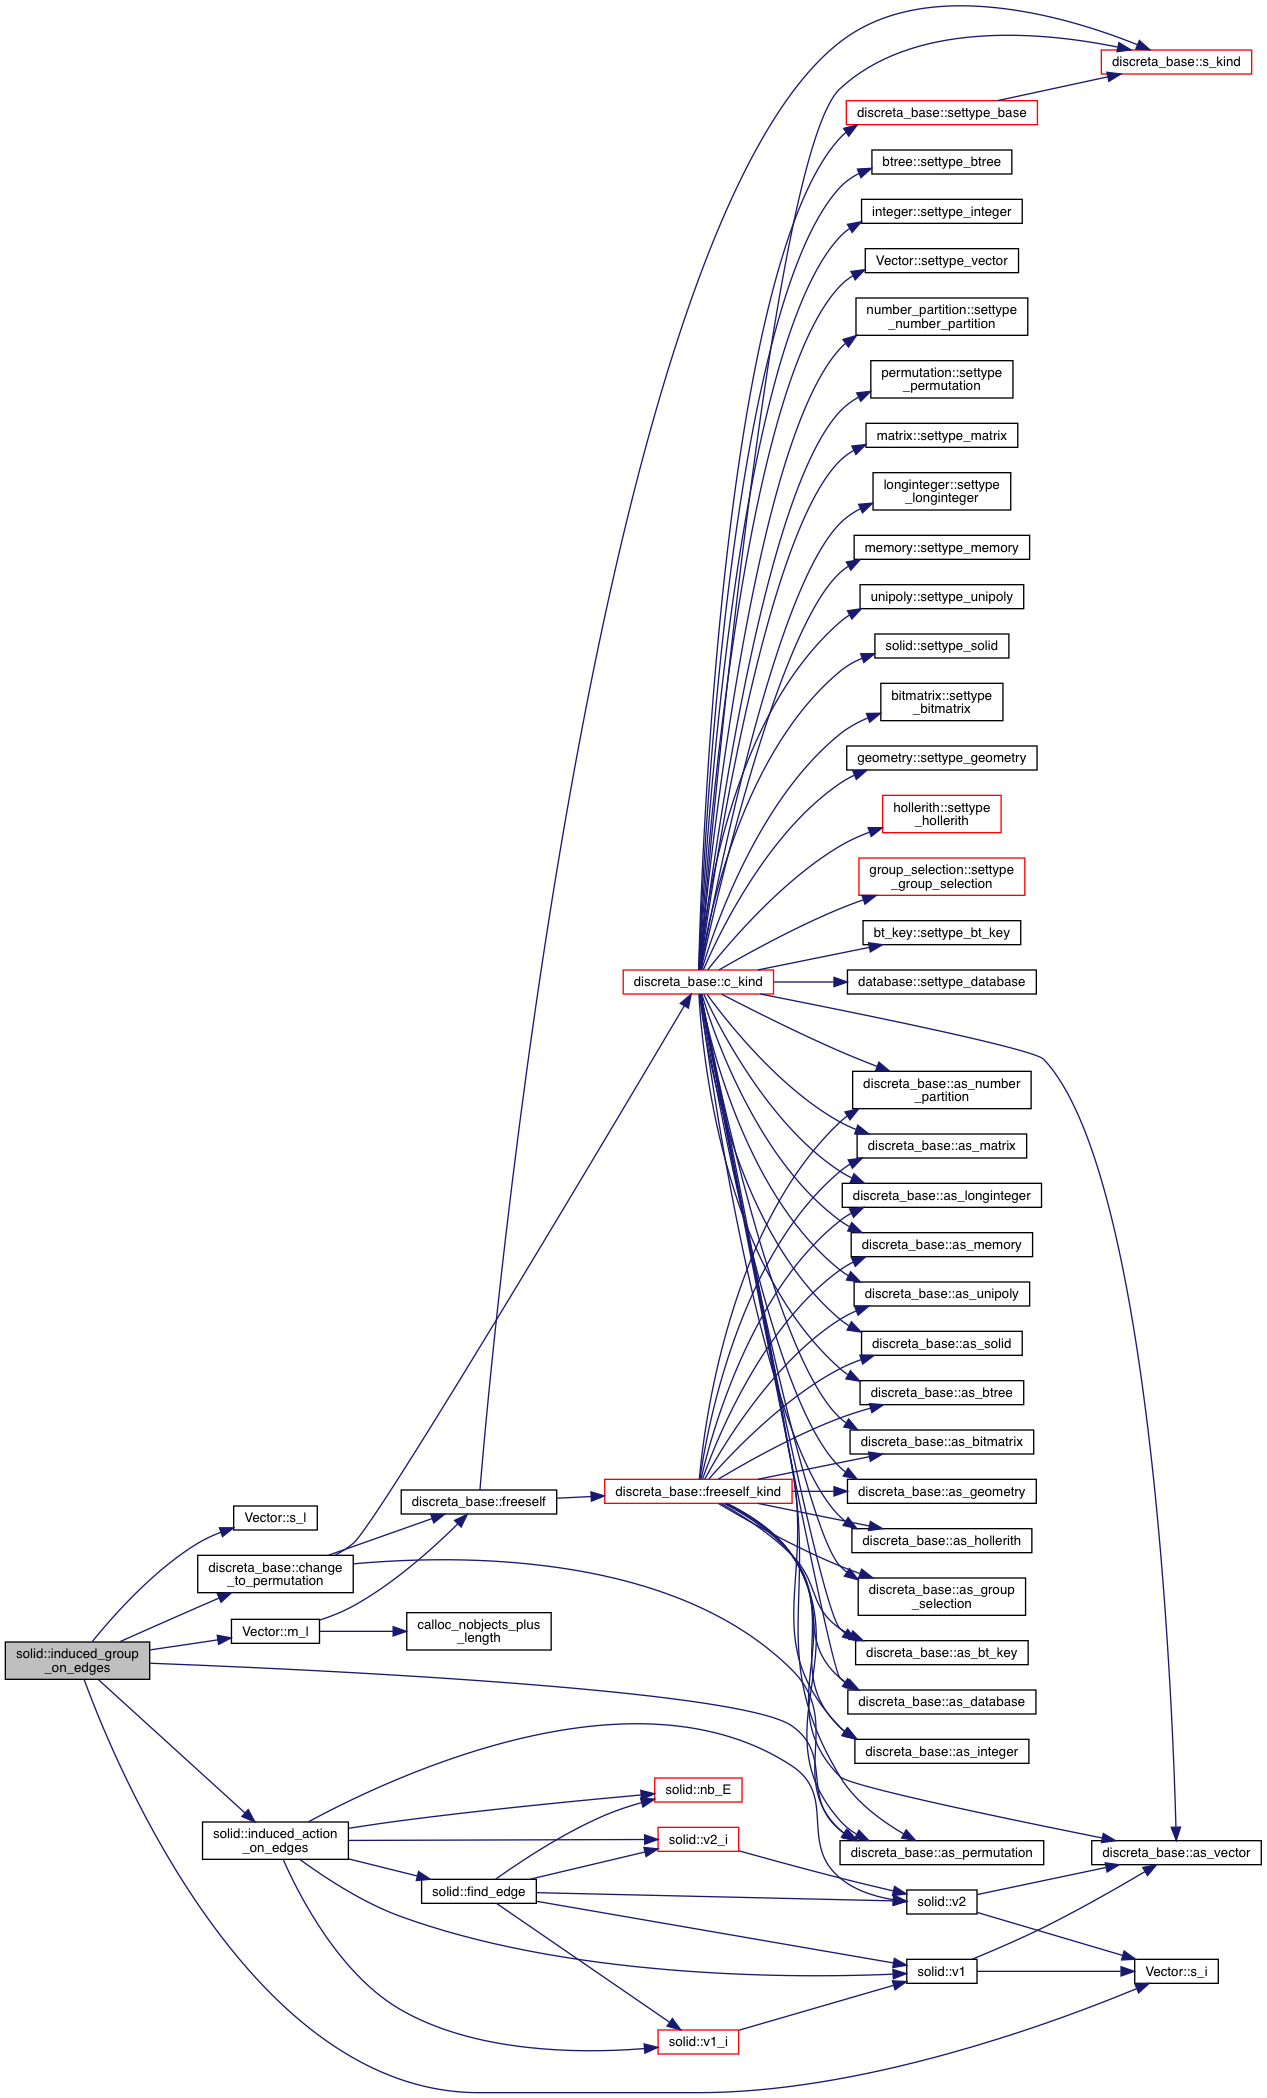 discreta_base::s_kind
discreta_base::settype_base
btree::settype_btree
integer::settype_integer
Vector::settype_vector
number_partition::settype
_number_partition
permutation::settype
_permutation
matrix::settype_matrix
longinteger::settype
_longinteger
memory::settype_memory
unipoly::settype_unipoly
solid::settype_solid
bitmatrix::settype
_bitmatrix
geometry::settype_geometry
hollerith::settype
_hollerith
group_selection::settype
_group_selection
bt_key::settype_bt_key
discreta_base::c_kind
database::settype_database
discreta_base::as_number
_partition
discreta_base::as_matrix
discreta_base::as_longinteger
discreta_base::as_memory
discreta_base::as_unipoly
discreta_base::as_solid
discreta_base::as_btree
discreta_base::as_bitmatrix
discreta_base::freeself_kind
discreta_base::as_geometry
discreta_base::freeself
Vector::s_l
discreta_base::as_hollerith
discreta_base::change
_to_permutation
discreta_base::as_group
_selection
Vector::m_l
calloc_nobjects_plus
_length
discreta_base::as_bt_key
solid::induced_group
_on_edges
discreta_base::as_database
discreta_base::as_integer
solid::nb_E
solid::induced_action
_on_edges
solid::v2_i
discreta_base::as_permutation
discreta_base::as_vector
solid::find_edge
solid::v2
solid::v1
Vector::s_i
solid::v1_i